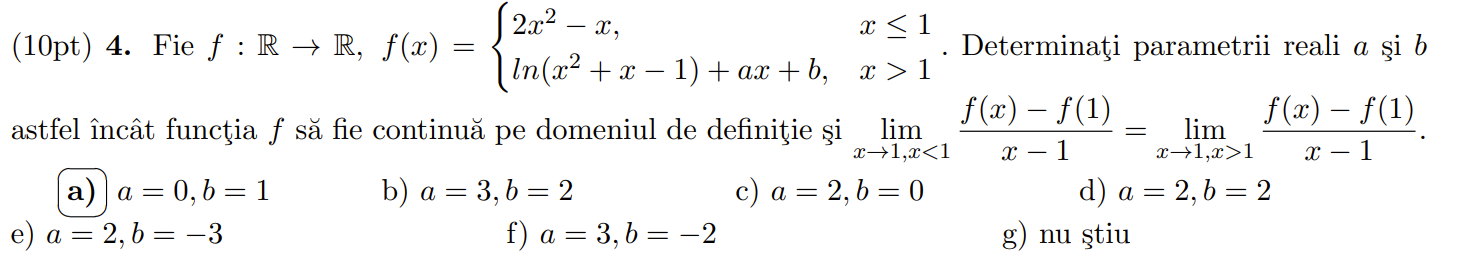 (10pt) 4. Fie f : ℝ → ℝ, f(x) = { 2x² − x, x ≤ 1; ln(x² + x − 1) + ax + b, x > 1 . Determinaţi parametrii reali a şi b
astfel încât funcţia f să fie continuă pe domeniul de definiţie şi lim_{x→1,x<1} (f(x) − f(1))/(x − 1) = lim_{x→1,x>1} (f(x) − f(1))/(x − 1).
a) a = 0, b = 1 b) a = 3, b = 2 c) a = 2, b = 0 d) a = 2, b = 2
e) a = 2, b = −3 f) a = 3, b = −2 g) nu ştiu